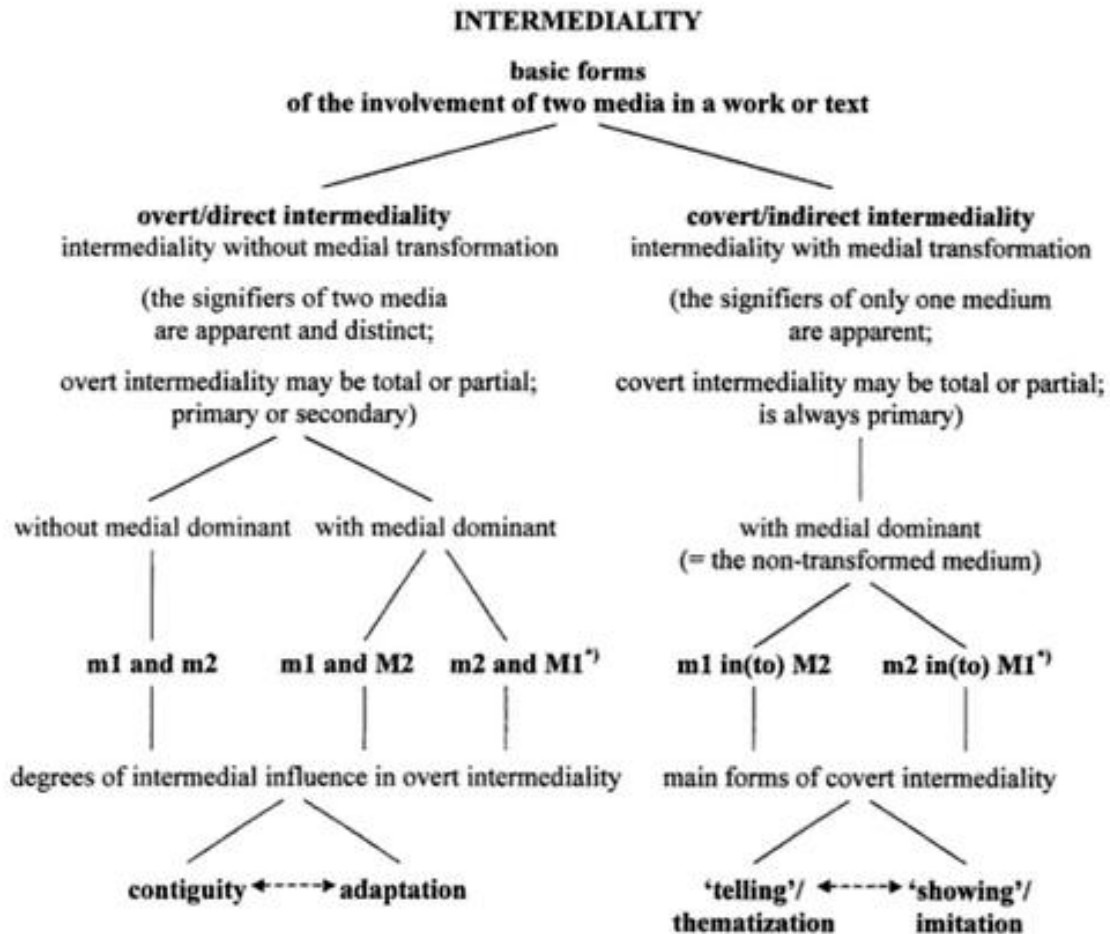 INTERMEDIALITY
basic forms
of the involvement of two media in a work or text
overt/direct intermediality
intermediality without medial transformation
(the signifiers of two media
are apparent and distinct;
overt intermediality may be total or partial;
primary or secondary)
covert/indirect intermediality
intermediality with medial transformation
(the signifiers of only one medium
are apparent;
covert intermediality may be total or partial;
is always primary)
without medial dominant
with medial dominant
with medial dominant
(= the non-transformed medium)
m1 and m2
m1 and M2
m2 and M1*)
m1 in(to) M2
m2 in(to) M1*)
degrees of intermedial influence in overt intermediality
main forms of covert intermediality
contiguity
adaptation
‘telling’/
thematization
‘showing’/
imitation